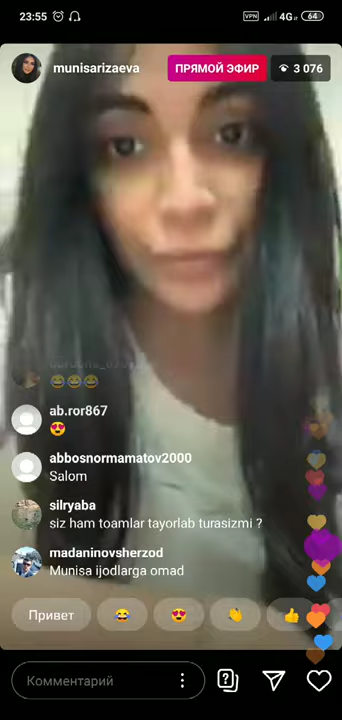 23:55 VPN 4G 64
munisarizaeva ПРЯМОЙ ЭФИР 3 076
😂😂😂
ab.ror867
😍
abbosnormamatov2000
Salom
silryaba
siz ham toamlar tayorlab turasizmi ?
madaninovsherzod
Munisa ijodlarga omad
Привет 😂 😍 👏 👍
Комментарий